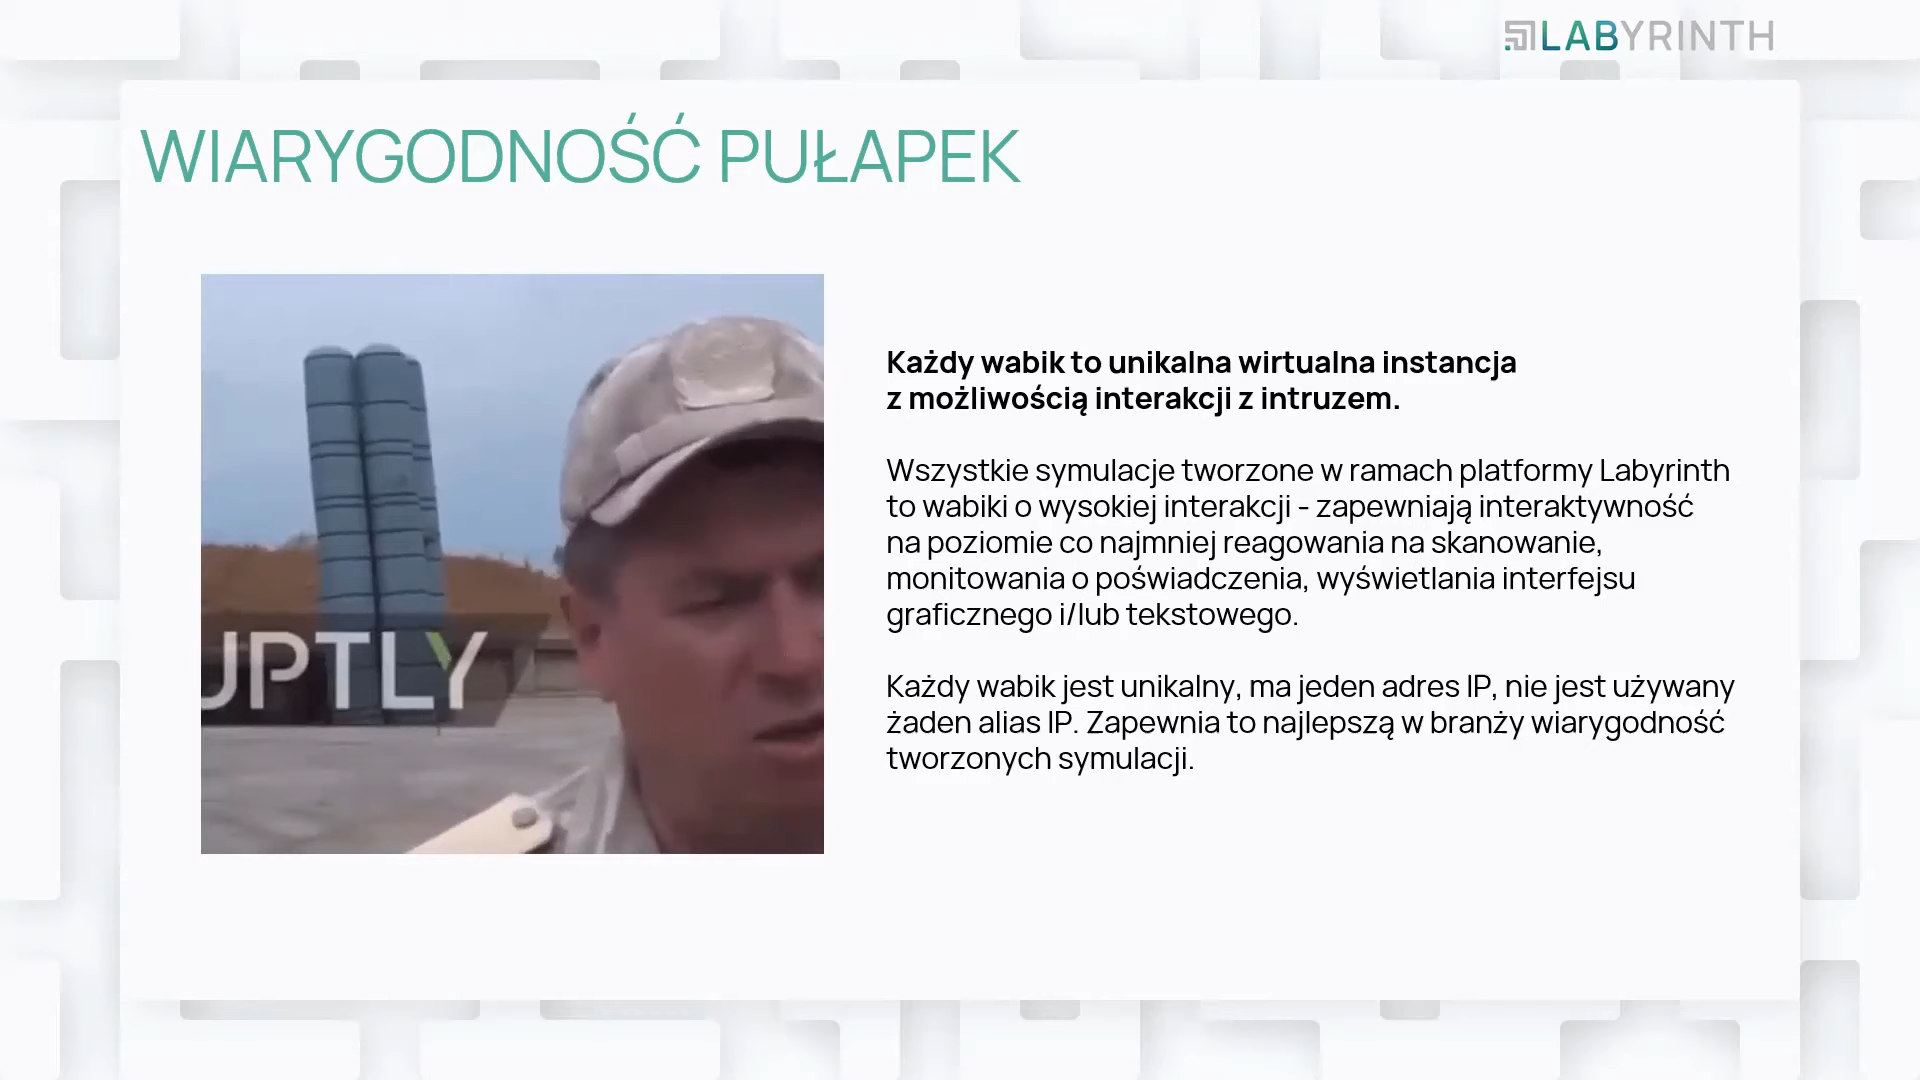 LABYRINTH
WIARYGODNOŚĆ PUŁAPEK
UPTLY
Każdy wabik to unikalna wirtualna instancja
z możliwością interakcji z intruzem.
Wszystkie symulacje tworzone w ramach platformy Labyrinth
to wabiki o wysokiej interakcji - zapewniają interaktywność
na poziomie co najmniej reagowania na skanowanie,
monitowania o poświadczenia, wyświetlania interfejsu
graficznego i/lub tekstowego.
Każdy wabik jest unikalny, ma jeden adres IP, nie jest używany
żaden alias IP. Zapewnia to najlepszą w branży wiarygodność
tworzonych symulacji.